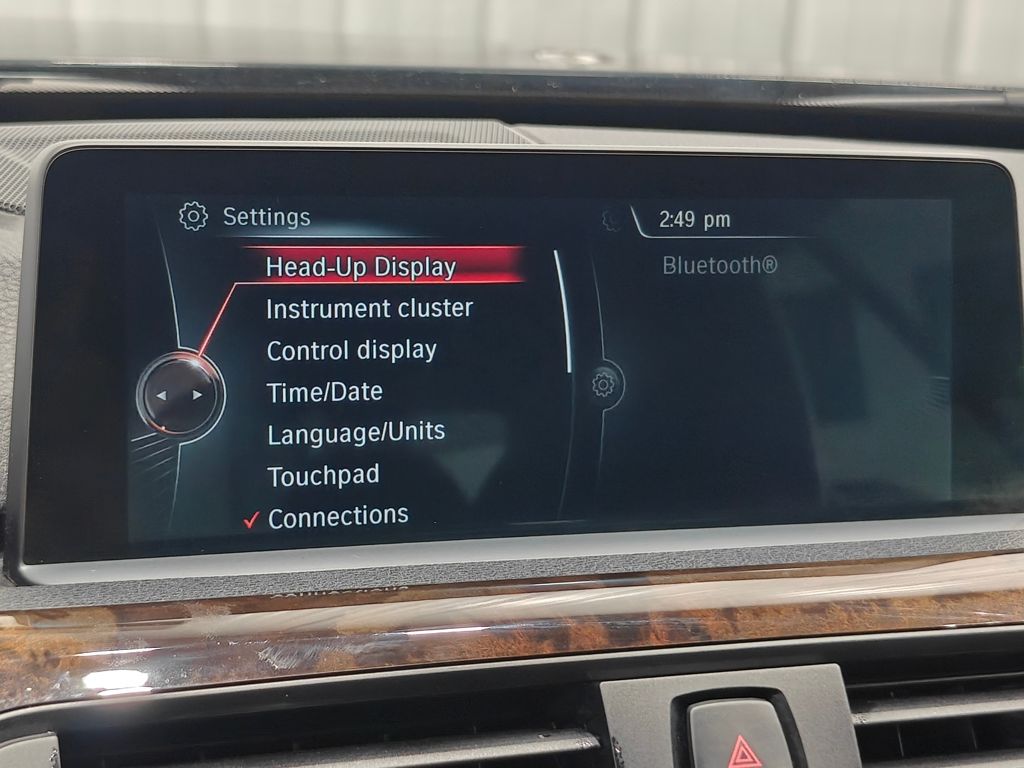 Settings
2:49 pm
Head-Up Display
Bluetooth®
Instrument cluster
Control display
Time/Date
Language/Units
Touchpad
✓ Connections